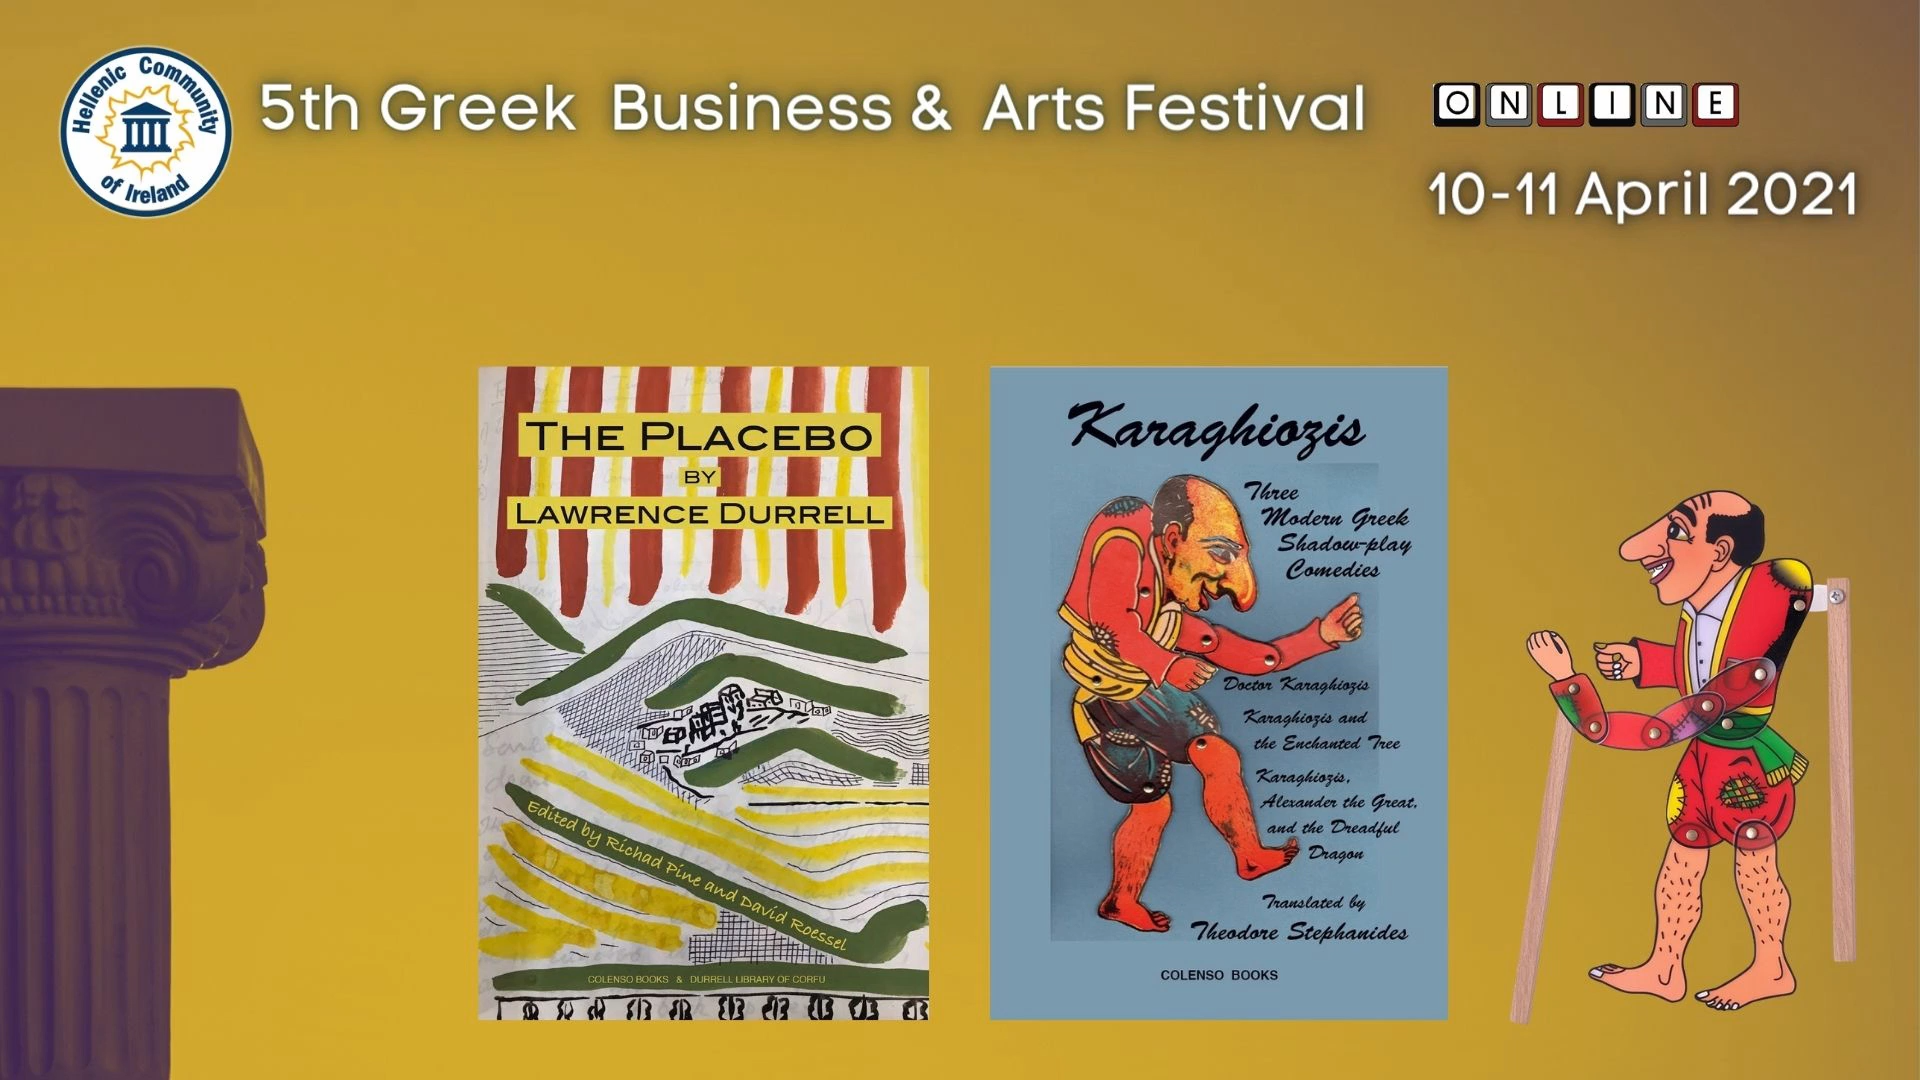 Hellenic Community
of Ireland
5th Greek Business & Arts Festival
ONLINE
10-11 April 2021
THE PLACEBO
BY
LAWRENCE DURRELL
Edited by Richad Pine and David Roessel
COLENSO BOOKS & DURRELL LIBRARY OF CORFU
Karaghiozis
Three
Modern Greek
Shadow-play
Comedies
Doctor Karaghiozis
Karaghiozis and
the Enchanted Tree
Karaghiozis,
Alexander the Great,
and the Dreadful
Dragon
Translated by
Theodore Stephanides
COLENSO BOOKS